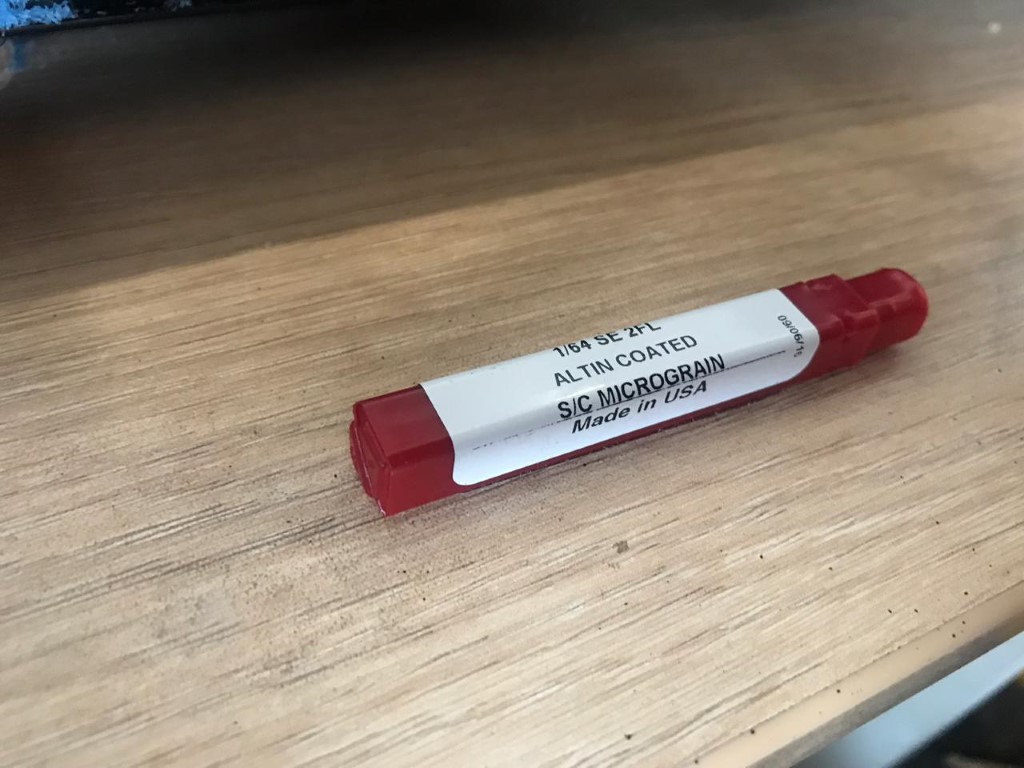 1/64 SE 2FL
ALTIN COATED
S/C MICROGRAIN
Made in USA